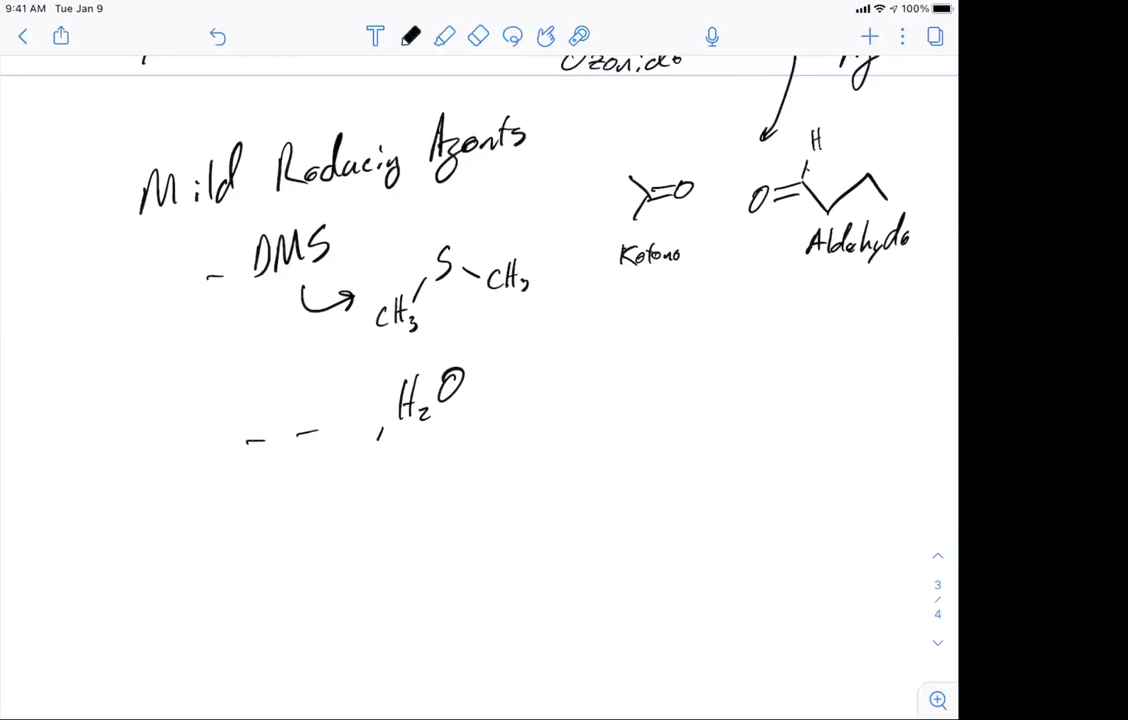 9:41 AM Tue Jan 9
100%
Ozonide
Mild Reducing Agents
H
O
O
Ketone
Aldehyde
- DMS
S
CH3
CH3
- - , H2O
3
/
4